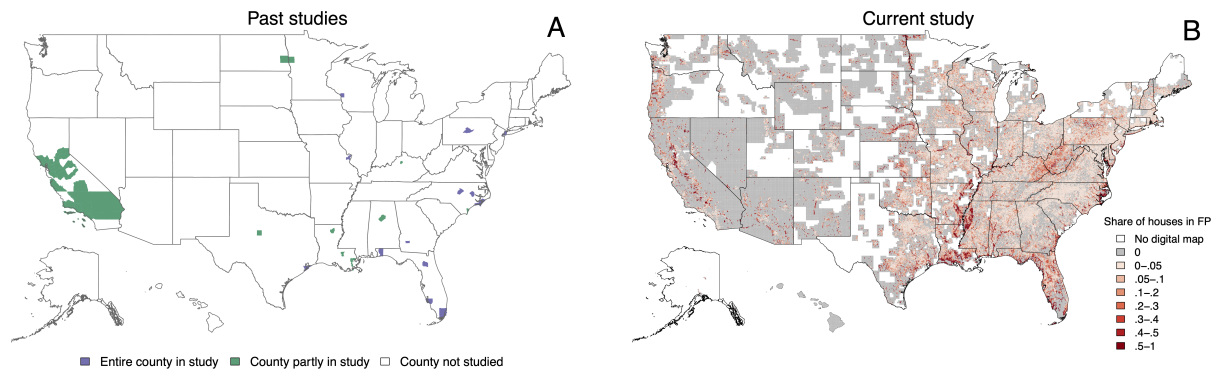 Past studies
A
Entire county in study
County partly in study
County not studied
Current study
B
Share of houses in FP
No digital map
0
0–.05
.05–.1
.1–.2
.2–.3
.3–.4
.4–.5
.5–1